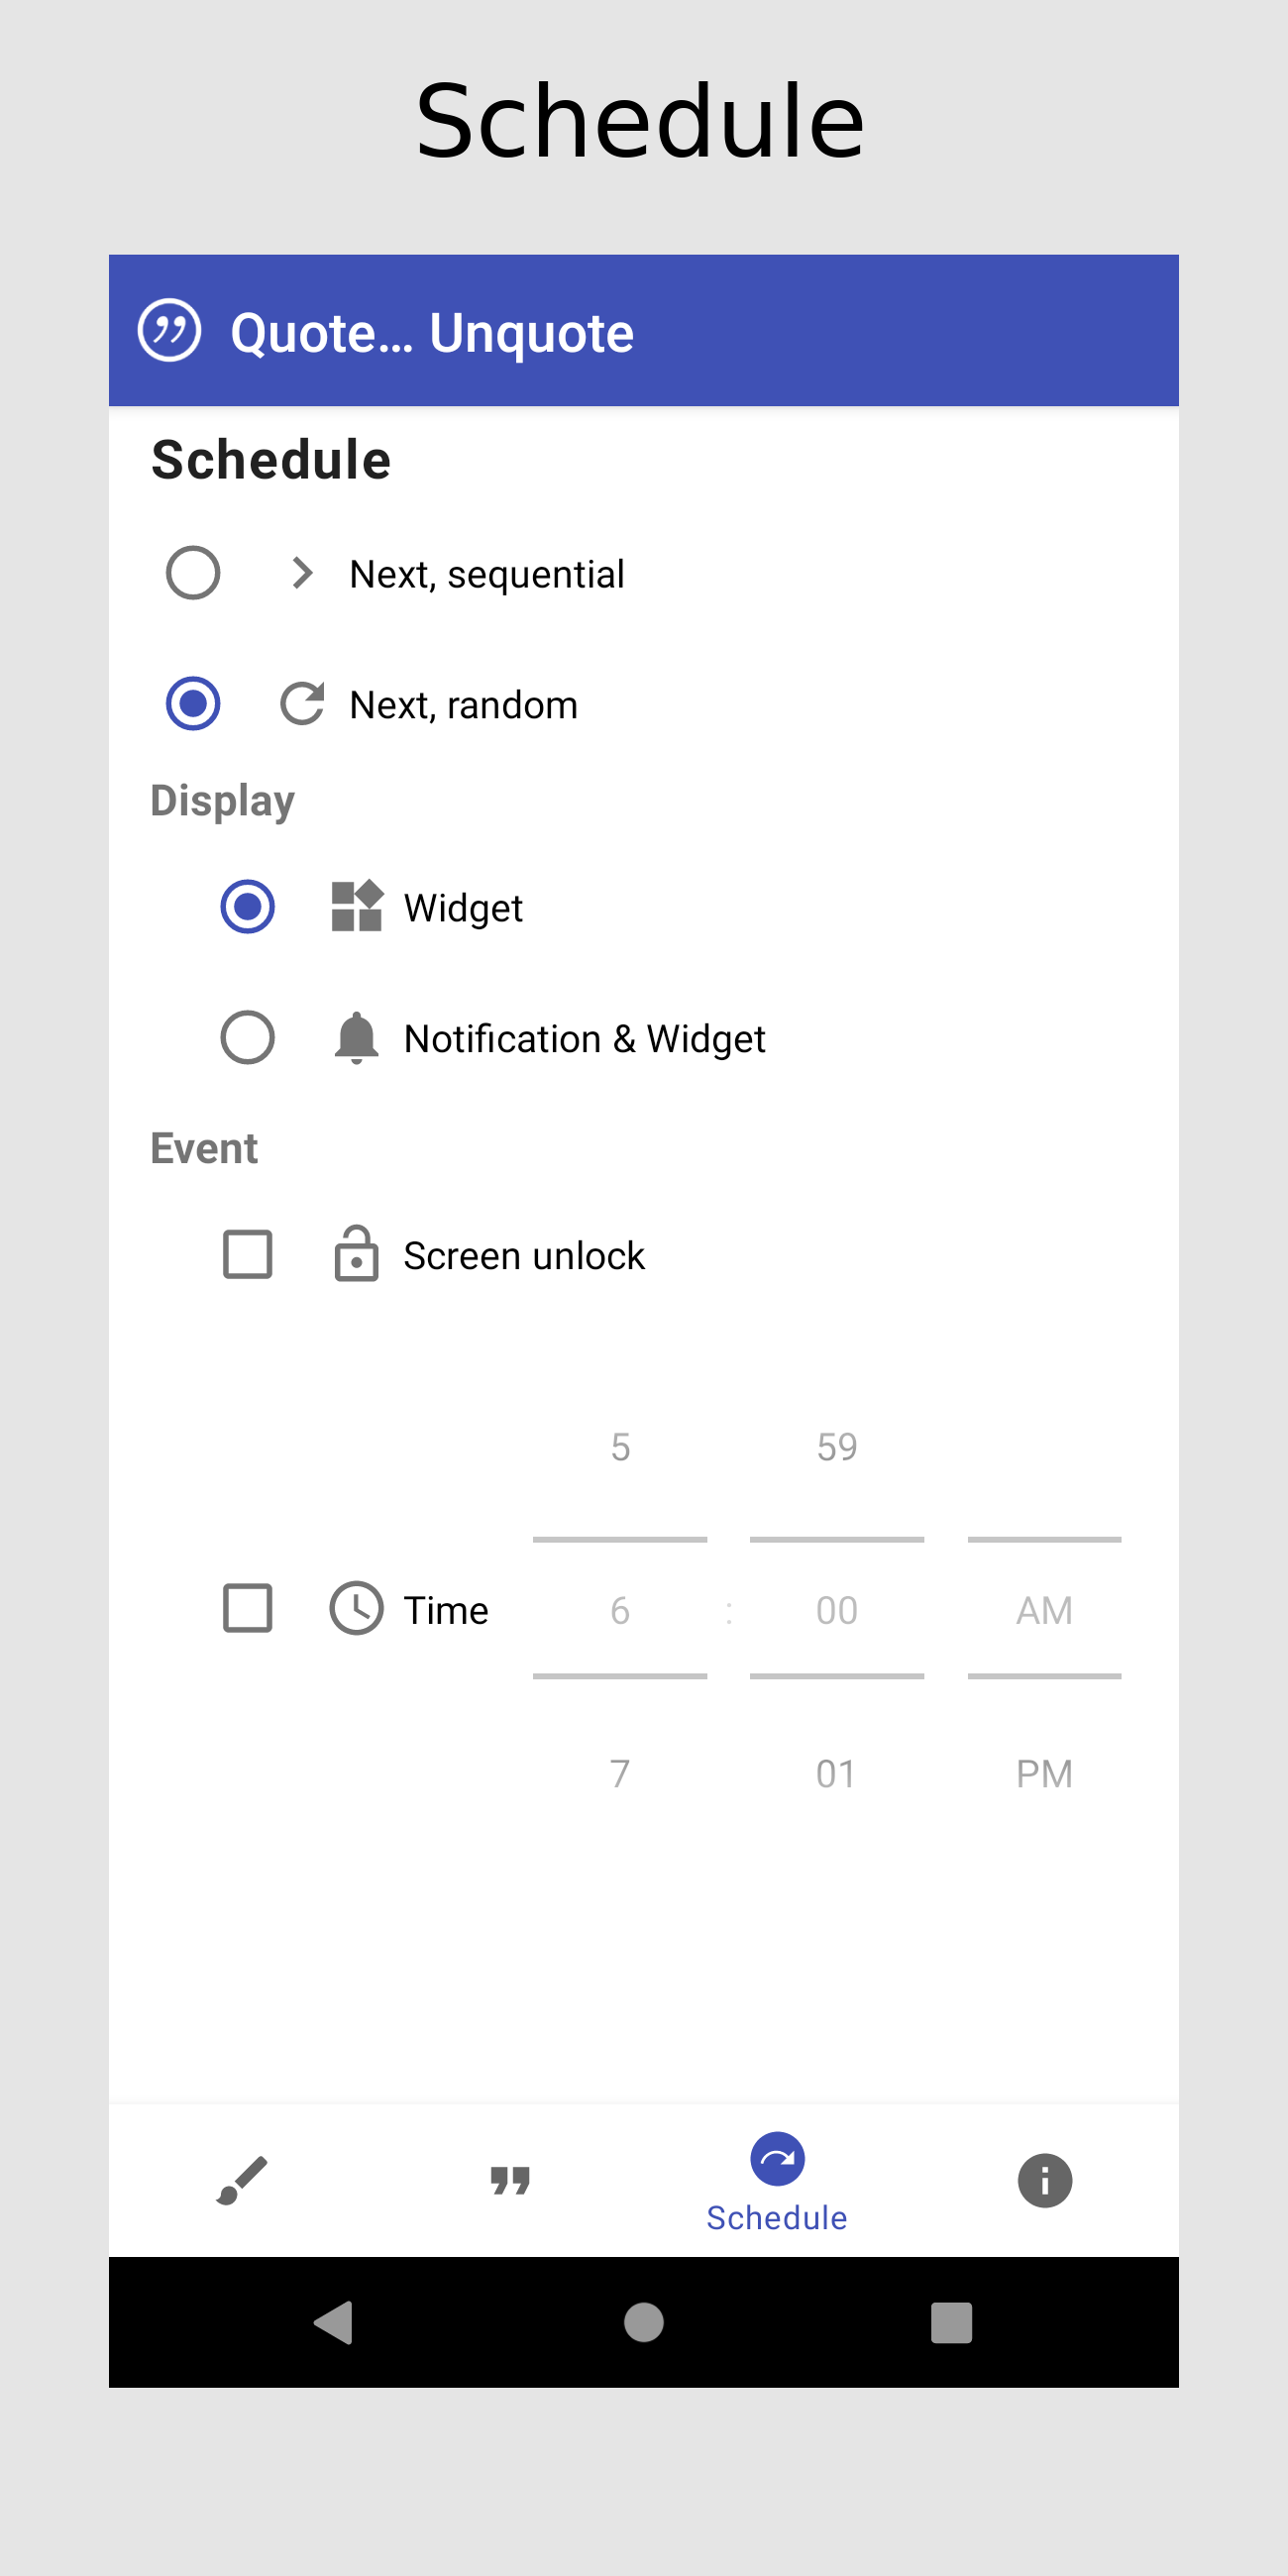 Schedule
Quote... Unquote
Schedule
Next, sequential
Next, random
Display
Widget
Notification & Widget
Event
Screen unlock
5 59
Time 6 : 00 AM
7 01 PM
Schedule